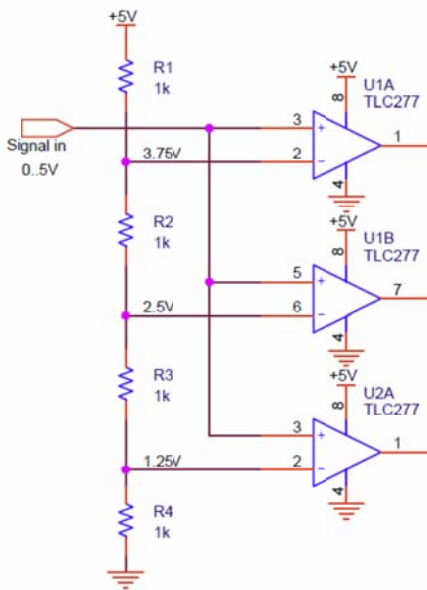 +5V
R1
1k
+5V
U1A
TLC277
8
3
+
1
Signal in
0..5V
3.75V
2
−
4
R2
1k
+5V
U1B
TLC277
8
5
+
7
2.5V
6
−
4
R3
1k
+5V
U2A
TLC277
8
3
+
1
1.25V
2
−
4
R4
1k